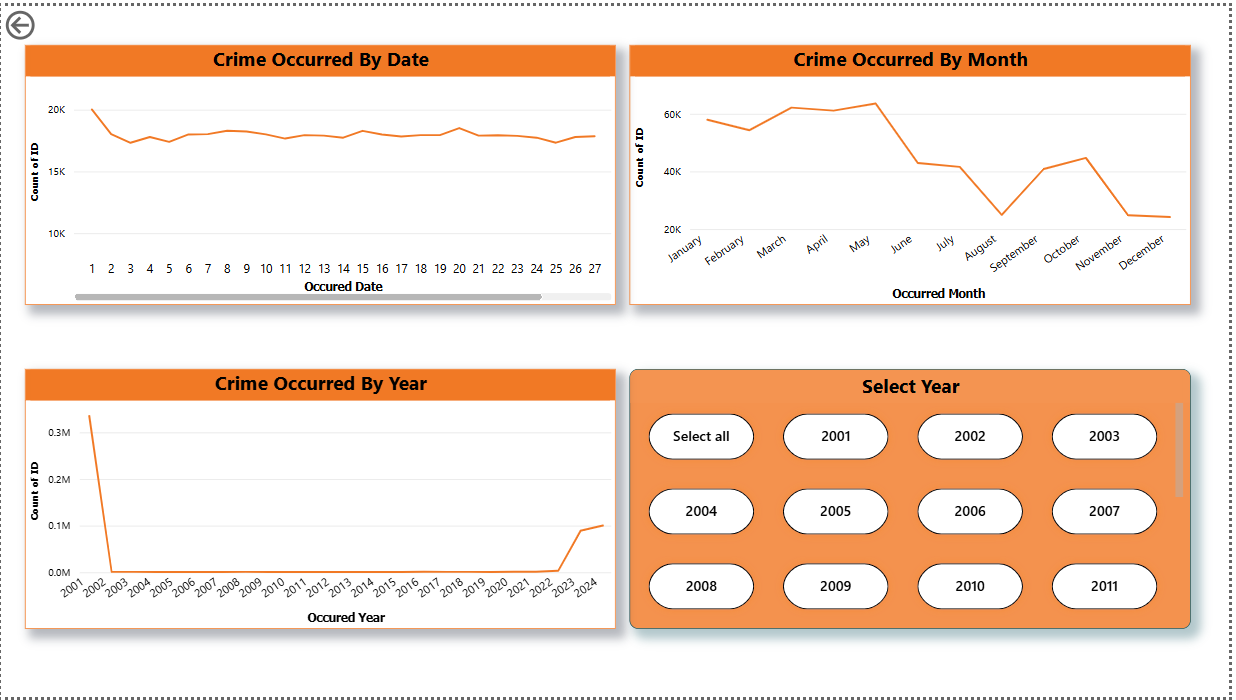 Crime Occurred By Date
Count of ID
20K
15K
10K
1 2 3 4 5 6 7 8 9 10 11 12 13 14 15 16 17 18 19 20 21 22 23 24 25 26 27
Occured Date
Crime Occurred By Month
Count of ID
60K
40K
20K
January February March April May June July August September October November December
Occurred Month
Crime Occurred By Year
Count of ID
0.3M
0.2M
0.1M
0.0M
2001 2002 2003 2004 2005 2006 2007 2008 2009 2010 2011 2012 2013 2014 2015 2016 2017 2018 2019 2020 2021 2022 2023 2024
Occured Year
Select Year
Select all 2001 2002 2003
2004 2005 2006 2007
2008 2009 2010 2011